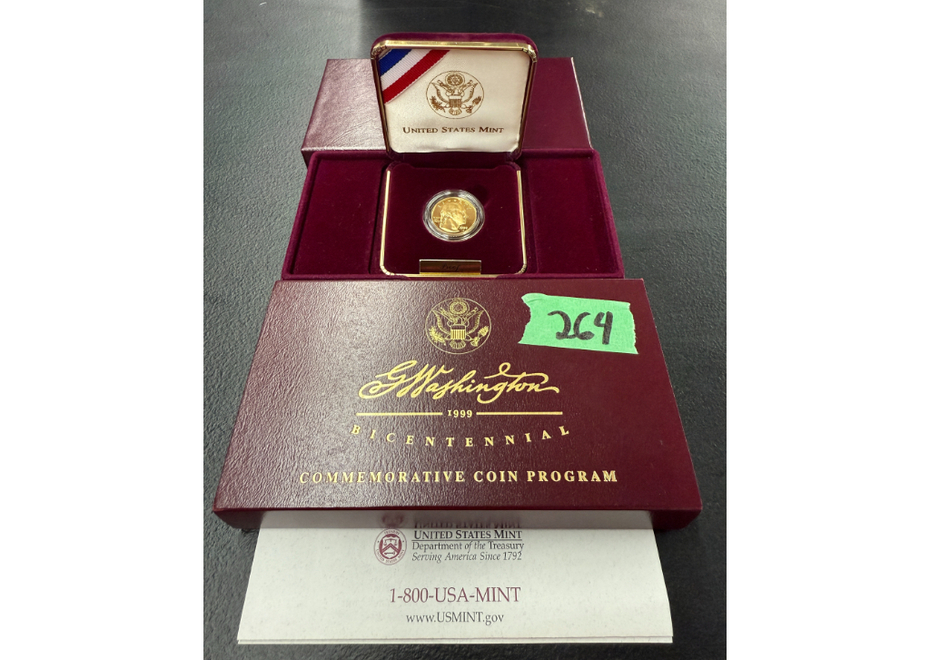 UNITED STATES MINT
264
GWashington
1999
BICENTENNIAL
COMMEMORATIVE COIN PROGRAM
UNITED STATES MINT
Department of the Treasury
Serving America Since 1792
1-800-USA-MINT
www.USMINT.gov